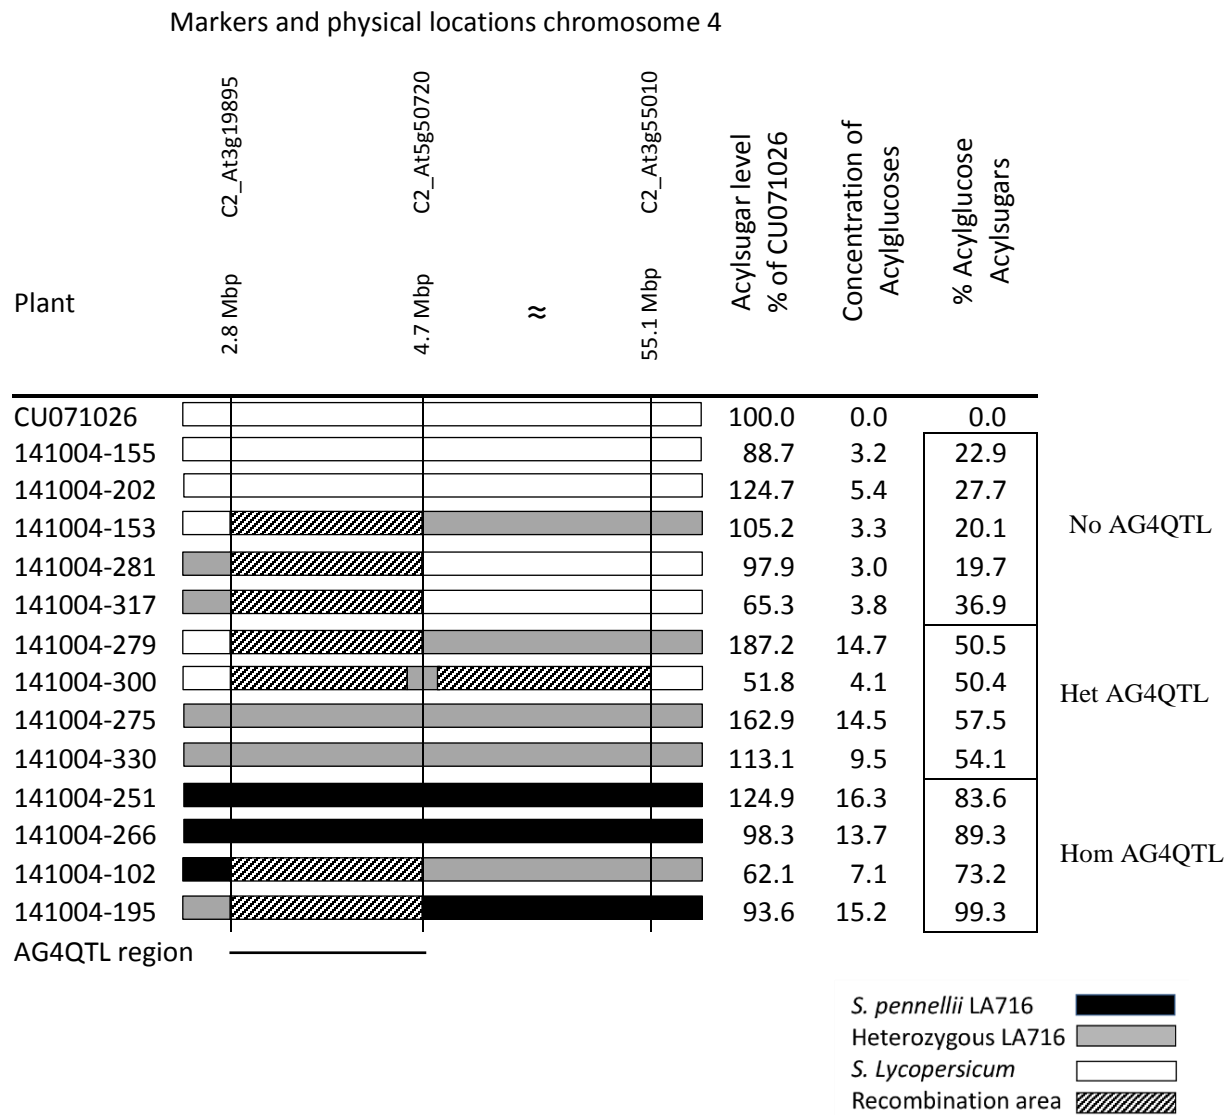 Markers and physical locations chromosome 4
Plant
C2_At3g19895
2.8 Mbp
C2_At5g50720
4.7 Mbp
≈
C2_At3g55010
55.1 Mbp
Acylsugar level
% of CU071026
Concentration of
Acylglucoses
% Acylglucose
Acylsugars
CU071026 100.0 0.0 0.0
141004-155 88.7 3.2 22.9
141004-202 124.7 5.4 27.7
141004-153 105.2 3.3 20.1
No AG4QTL
141004-281 97.9 3.0 19.7
141004-317 65.3 3.8 36.9
141004-279 187.2 14.7 50.5
141004-300 51.8 4.1 50.4
Het AG4QTL
141004-275 162.9 14.5 57.5
141004-330 113.1 9.5 54.1
141004-251 124.9 16.3 83.6
141004-266 98.3 13.7 89.3
Hom AG4QTL
141004-102 62.1 7.1 73.2
141004-195 93.6 15.2 99.3
AG4QTL region
S. pennellii LA716
Heterozygous LA716
S. Lycopersicum
Recombination area